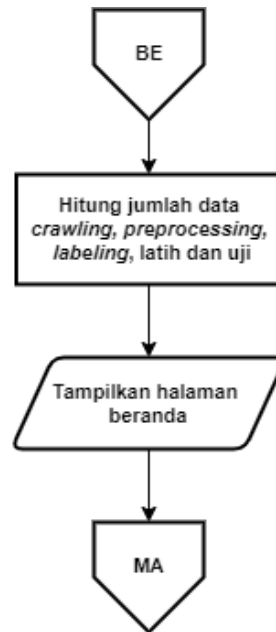 BE
Hitung jumlah data
crawling, preprocessing,
labeling, latih dan uji
Tampilkan halaman
beranda
MA